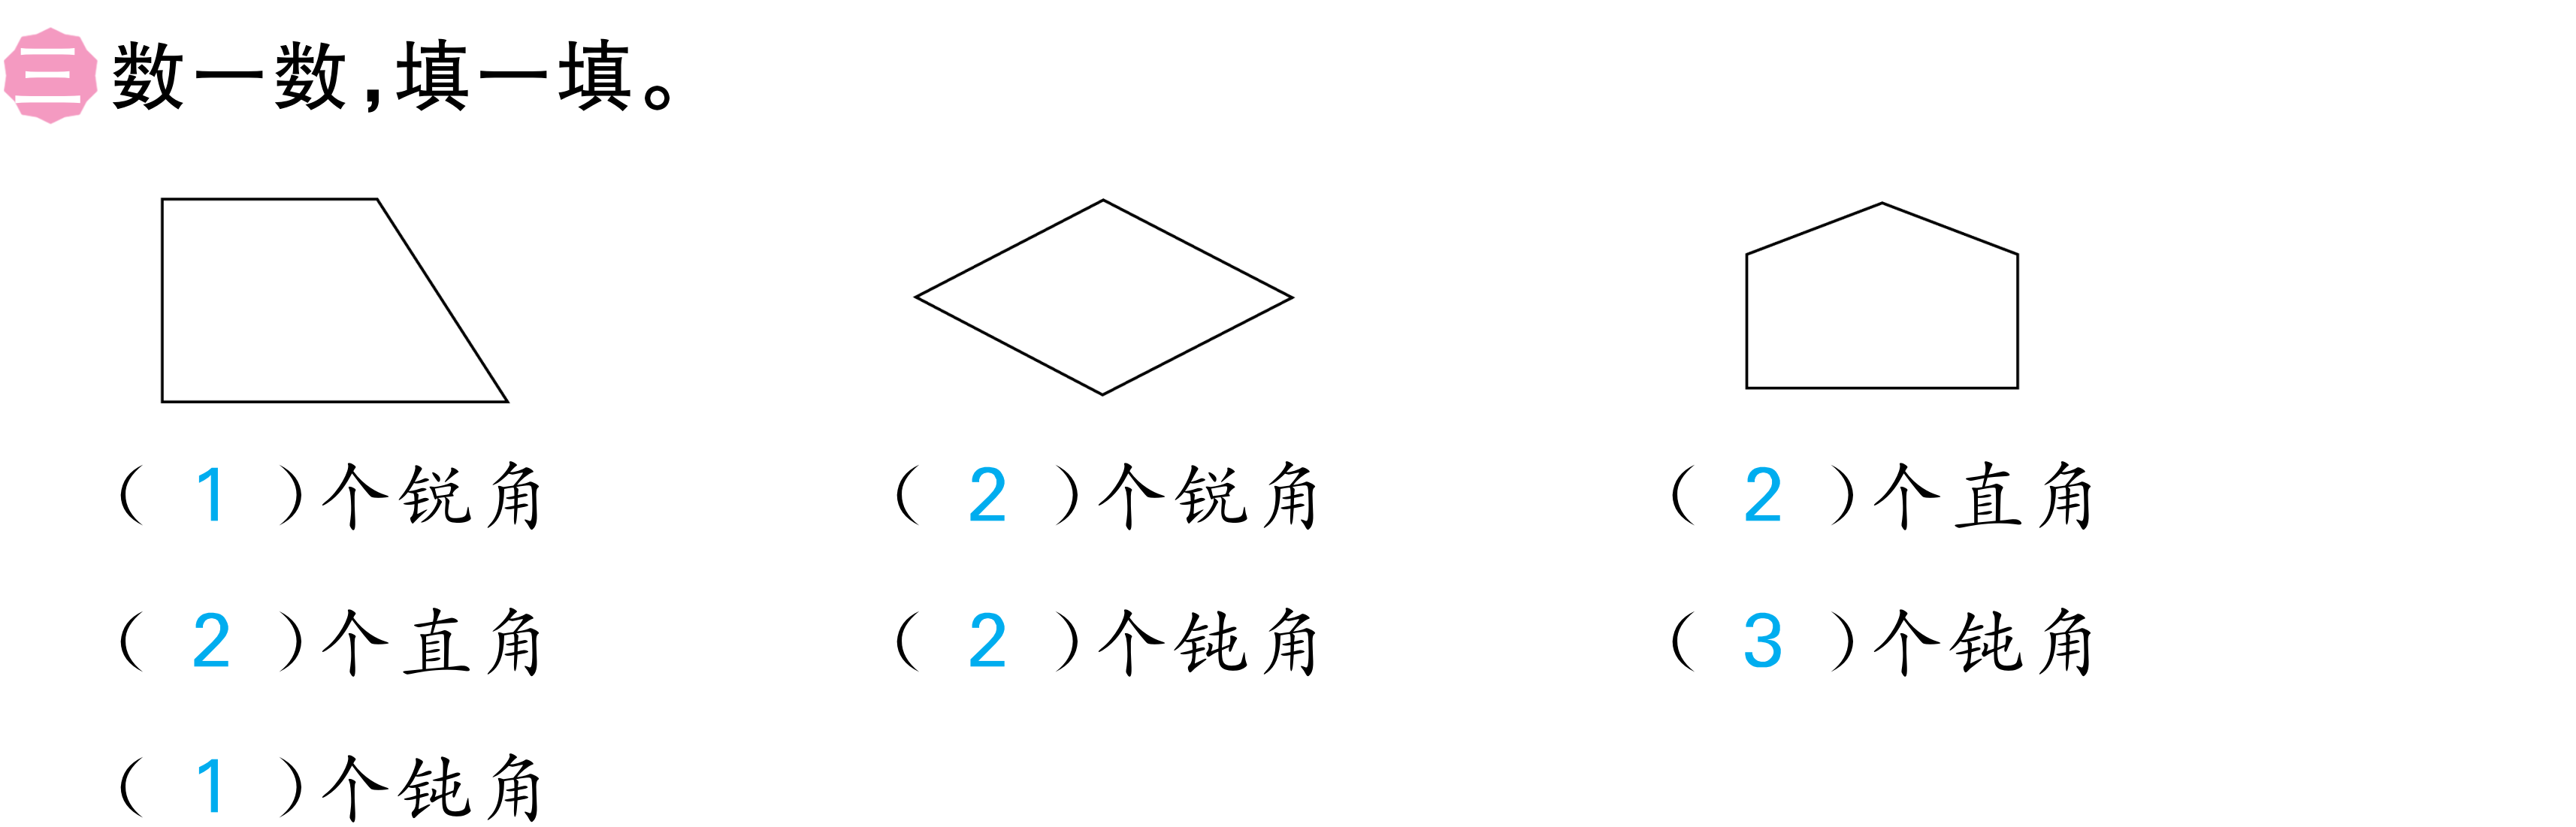 三 数一数,填一填。
( 1 )个锐角 ( 2 )个锐角 ( 2 )个直角
( 2 )个直角 ( 2 )个钝角 ( 3 )个钝角
( 1 )个钝角